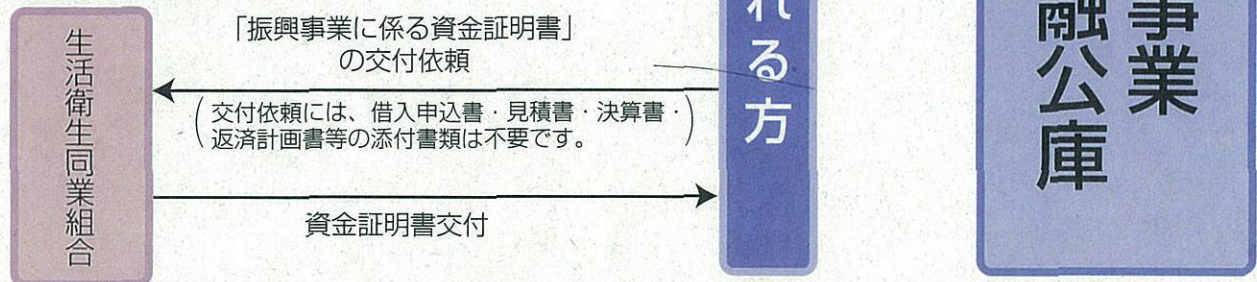 事業
融公庫
れる方
「振興事業に係る資金証明書」
の交付依頼
(交付依頼には、借入申込書・見積書・決算書・
返済計画書等の添付書類は不要です。)
資金証明書交付
生活衛生同業組合